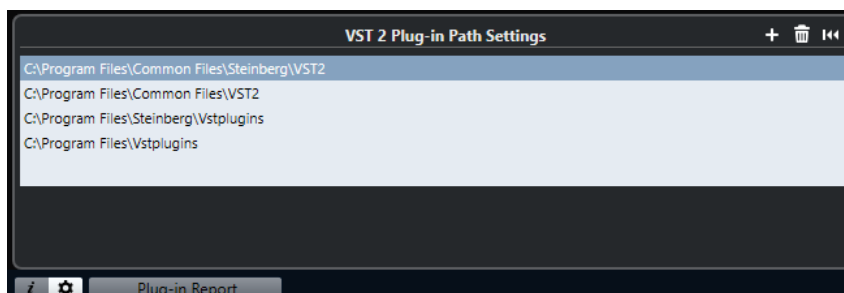 VST 2 Plug-in Path Settings
C:\Program Files\Common Files\Steinberg\VST2
C:\Program Files\Common Files\VST2
C:\Program Files\Steinberg\Vstplugins
C:\Program Files\Vstplugins
i Plug-in Report